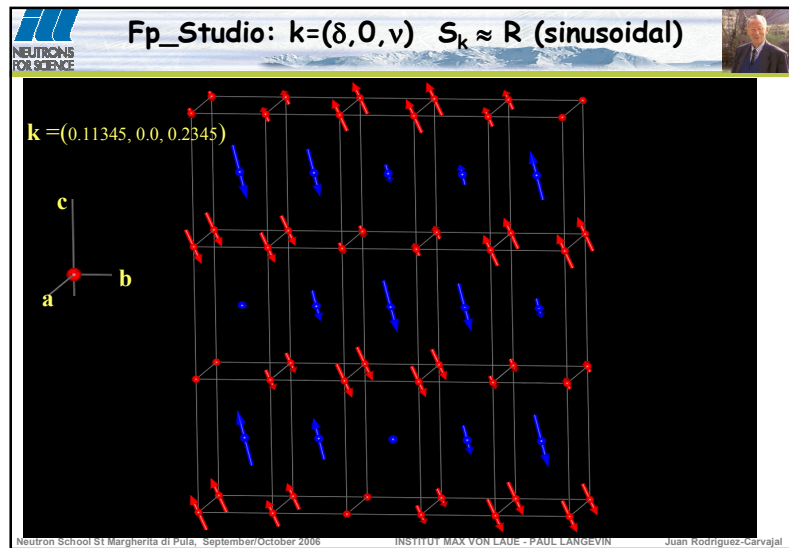 Fp_Studio: k=(δ,0,ν) S_k ≈ R (sinusoidal)
NEUTRONS
FOR SCIENCE
k =(0.11345, 0.0, 0.2345)
c
b
a
Neutron School St Margherita di Pula, September/October 2006 INSTITUT MAX VON LAUE - PAUL LANGEVIN Juan Rodriguez-Carvajal